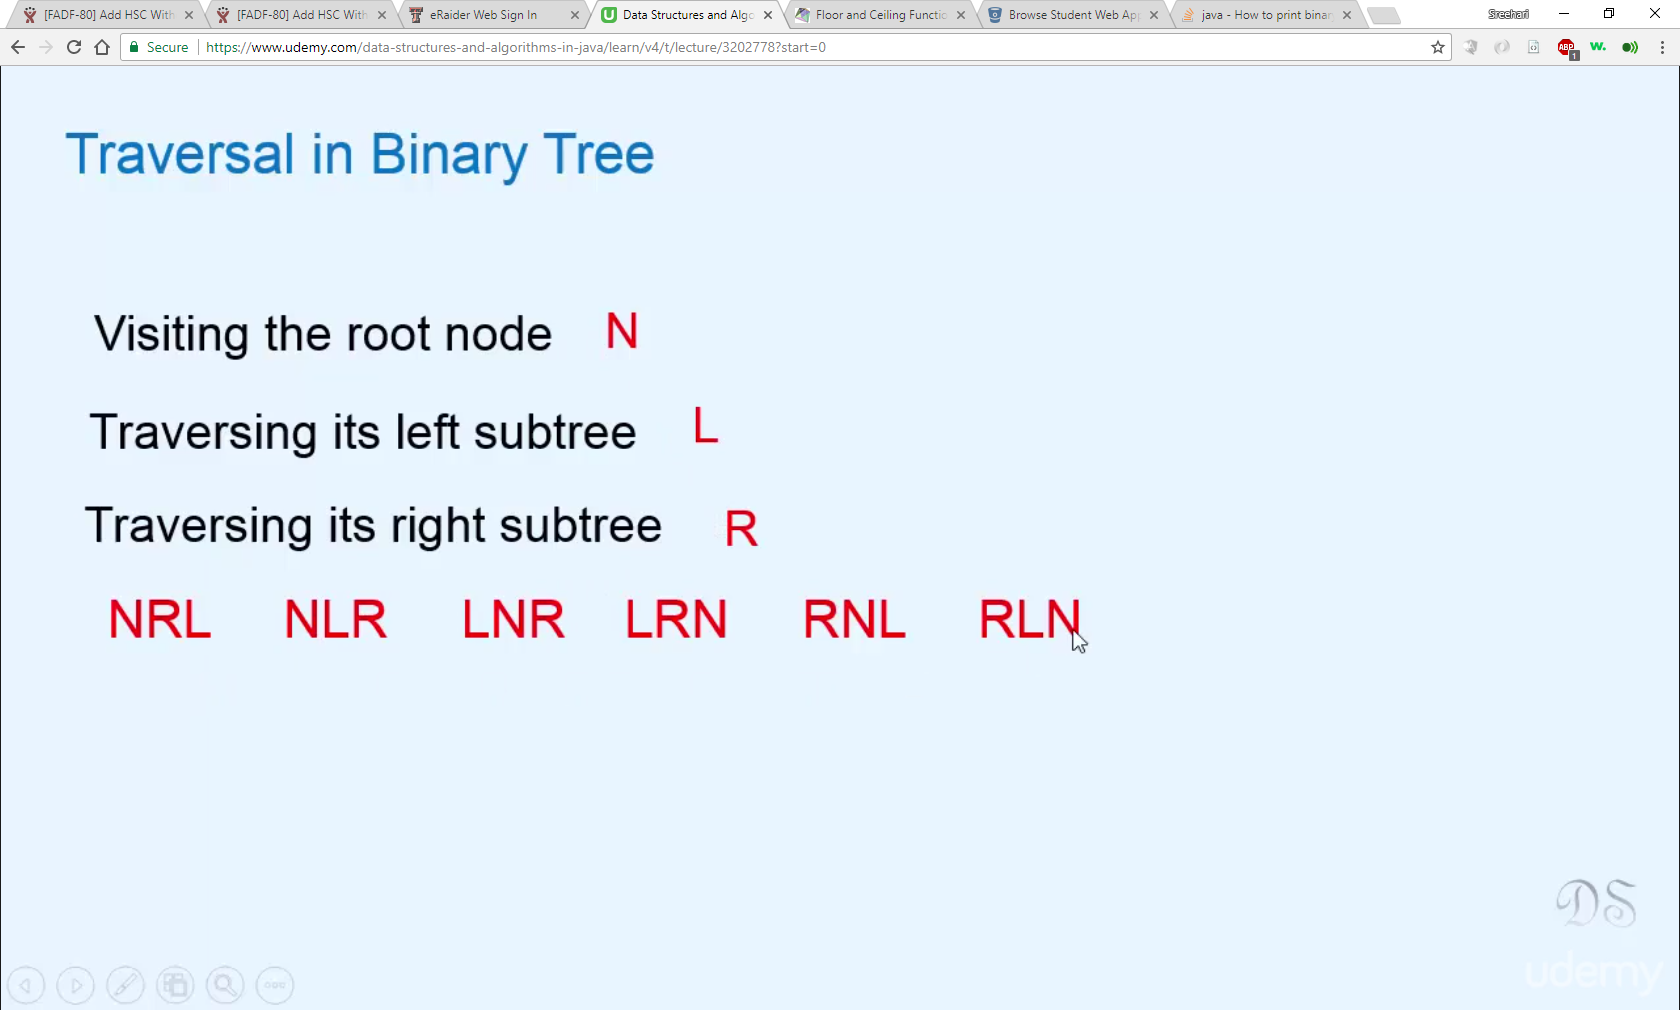 [FADF-80] Add HSC With
[FADF-80] Add HSC With
eRaider Web Sign In
Data Structures and Algo
Floor and Ceiling Functio
Browse Student Web App
java - How to print binar
Sreehari
Secure
https://www.udemy.com/data-structures-and-algorithms-in-java/learn/v4/t/lecture/3202778?start=0
ABP
1
w.
Traversal in Binary Tree
Visiting the root node N
Traversing its left subtree L
Traversing its right subtree R
NRL NLR LNR LRN RNL RLN
DS
udemy